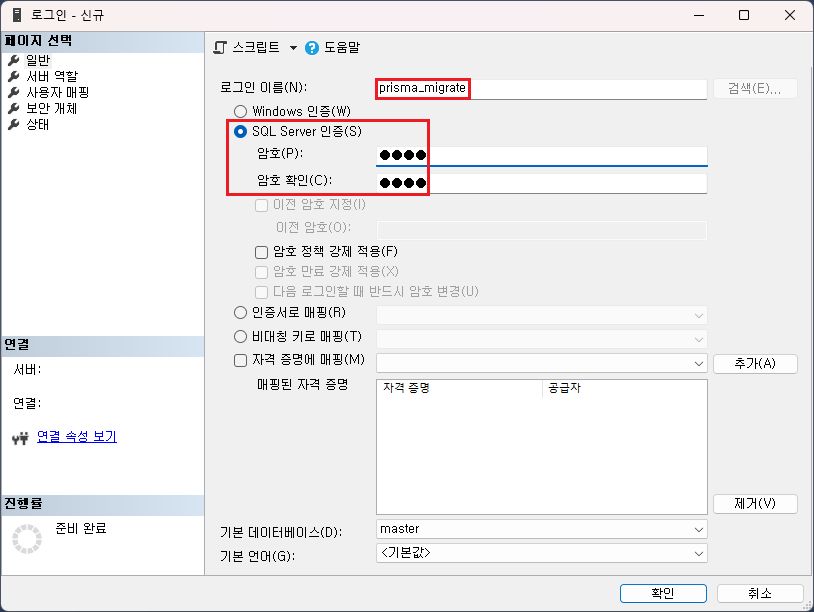 로그인 - 신규
페이지 선택
일반
서버 역할
사용자 매핑
보안 개체
상태
스크립트
도움말
로그인 이름(N):
prisma_migrate
검색(E)...
Windows 인증(W)
SQL Server 인증(S)
암호(P):
●●●●
암호 확인(C):
●●●●
이전 암호 지정(I)
이전 암호(O):
암호 정책 강제 적용(F)
암호 만료 강제 적용(X)
다음 로그인할 때 반드시 암호 변경(U)
인증서로 매핑(R)
비대칭 키로 매핑(T)
자격 증명에 매핑(M)
추가(A)
매핑된 자격 증명
자격 증명
공급자
제거(V)
기본 데이터베이스(D):
master
기본 언어(G):
<기본값>
연결
서버:
연결:
연결 속성 보기
진행률
준비 완료
확인
취소